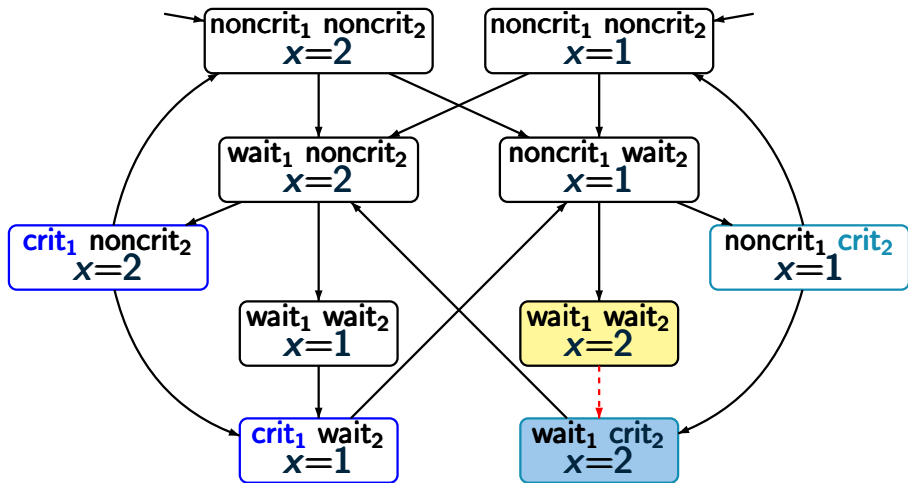 noncrit₁ noncrit₂
x=2
noncrit₁ noncrit₂
x=1
wait₁ noncrit₂
x=2
noncrit₁ wait₂
x=1
crit₁ noncrit₂
x=2
noncrit₁ crit₂
x=1
wait₁ wait₂
x=1
wait₁ wait₂
x=2
crit₁ wait₂
x=1
wait₁ crit₂
x=2